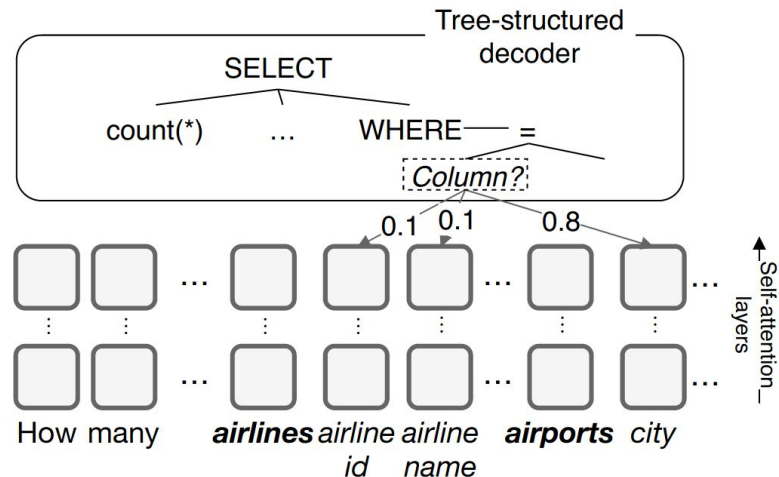 Tree-structured
decoder
SELECT
count(*) ... WHERE =
Column?
0.1 0.1 0.8
... ... ...
... ... ...
How many airlines airline airline airports city
id name
Self-attention
layers